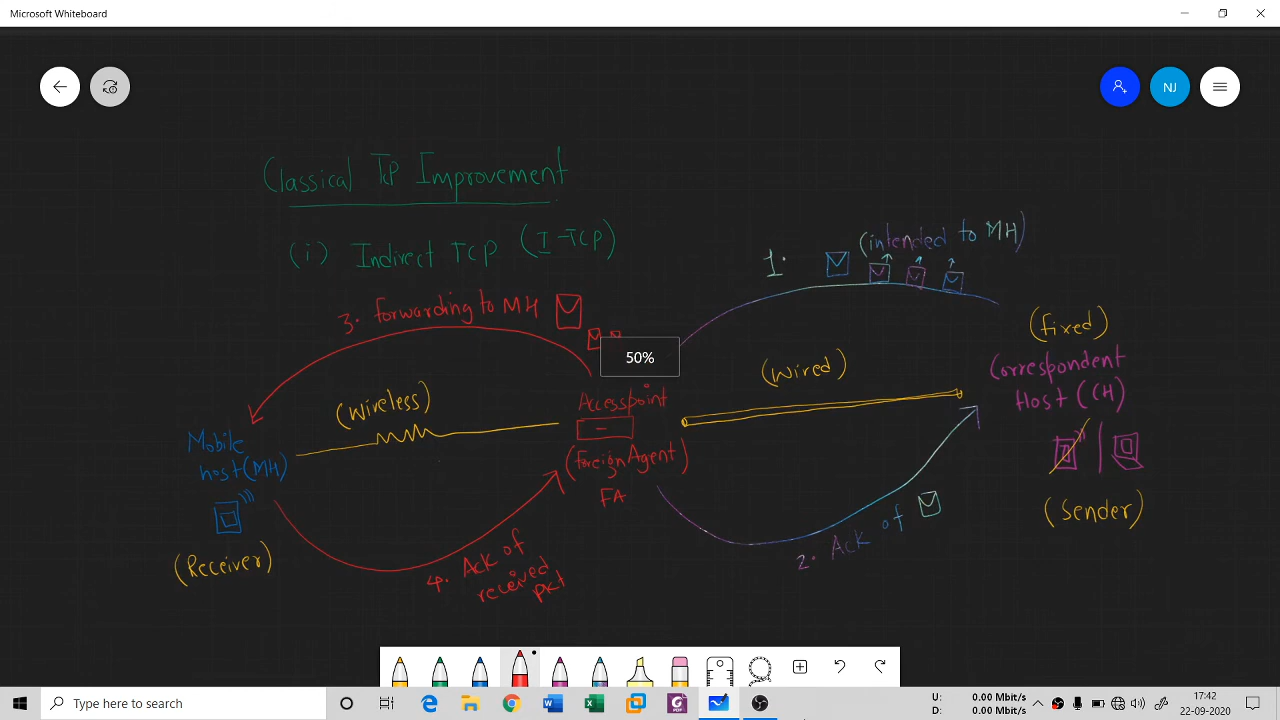 Microsoft Whiteboard
NJ
Classical TCP Improvement
(i) Indirect TCP (I-TCP)
1. (intended to MH)
3. forwarding to MH
50%
(fixed)
Correspondent
Host (CH)
(Sender)
(Wired)
(Wireless)
Accesspoint
(Foreign Agent)
FA
Mobile
host(MH)
(Receiver)
2. Ack of
4. Ack of
received
pkt
Type here to search
U: 0.00 Mbit/s
D: 0.00 Mbit/s
17:42
22-09-2020